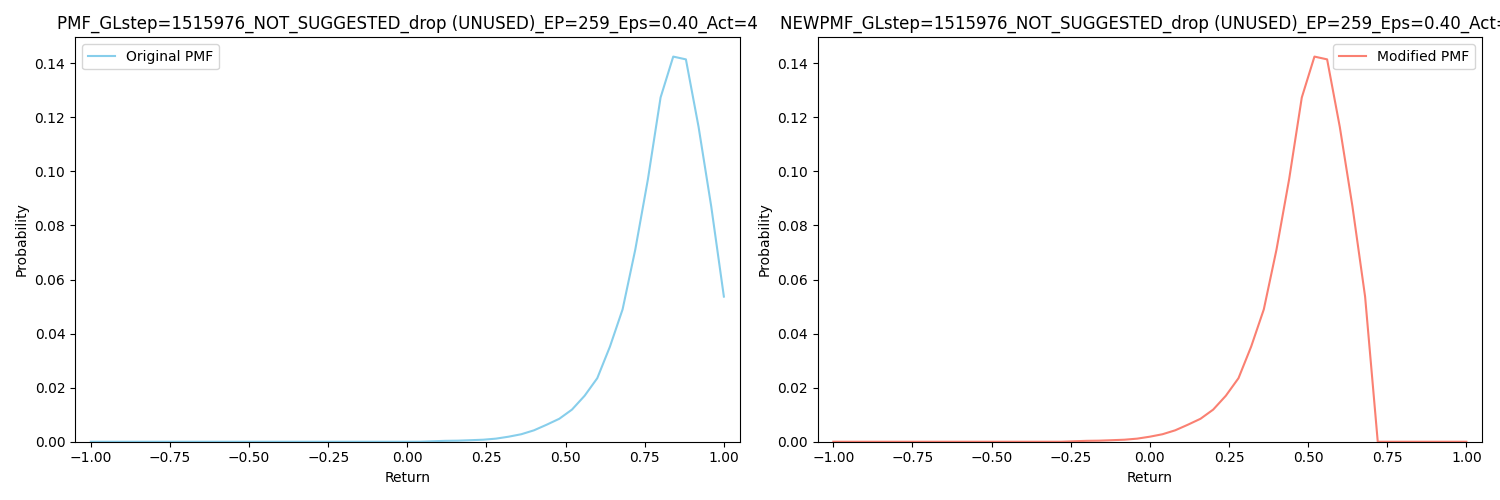 PMF_GLstep=1515976_NOT_SUGGESTED_drop (UNUSED)_EP=259_Eps=0.40_Act=4
Original PMF
0.14
0.12
0.10
0.08
0.06
0.04
0.02
0.00
Probability
−1.00 −0.75 −0.50 −0.25 0.00 0.25 0.50 0.75 1.00
Return
NEWPMF_GLstep=1515976_NOT_SUGGESTED_drop (UNUSED)_EP=259_Eps=0.40_Act=
Modified PMF
0.14
0.12
0.10
0.08
0.06
0.04
0.02
0.00
Probability
−1.00 −0.75 −0.50 −0.25 0.00 0.25 0.50 0.75 1.00
Return